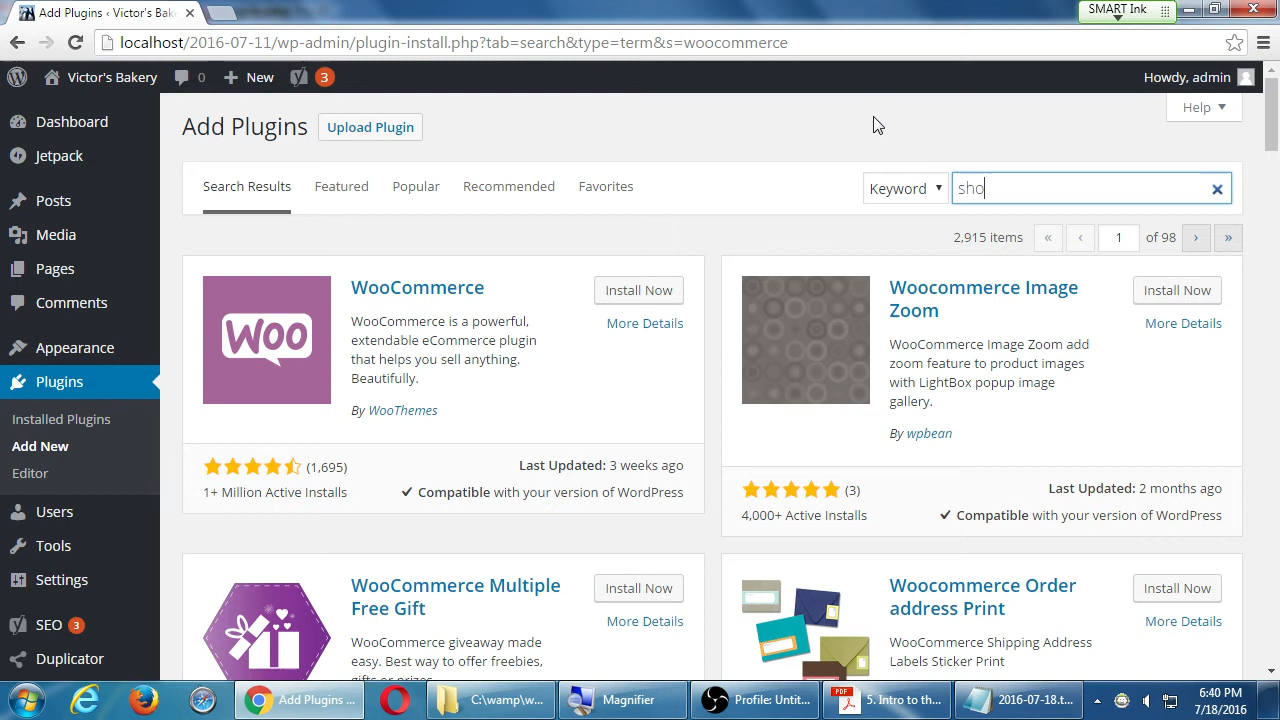 Add Plugins ‹ Victor's Bak
SMART Ink
localhost/2016-07-11/wp-admin/plugin-install.php?tab=search&type=term&s=woocommerce
Victor's Bakery 0 New 3 Howdy, admin
Help
Dashboard
Jetpack
Posts
Media
Pages
Comments
Appearance
Plugins
Installed Plugins
Add New
Editor
Users
Tools
Settings
SEO 3
Duplicator
Add Plugins Upload Plugin
Search Results Featured Popular Recommended Favorites Keyword sho
2,915 items « ‹ 1 of 98 › »
WOO
WooCommerce
Install Now
More Details
WooCommerce is a powerful,
extendable eCommerce plugin
that helps you sell anything.
Beautifully.
By WooThemes
(1,695)
Last Updated: 3 weeks ago
1+ Million Active Installs
Compatible with your version of WordPress
Woocommerce Image
Zoom
Install Now
More Details
WooCommerce Image Zoom add
zoom feature to product images
with LightBox popup image
gallery.
By wpbean
(3)
Last Updated: 2 months ago
4,000+ Active Installs
Compatible with your version of WordPress
WooCommerce Multiple
Free Gift
Install Now
More Details
WooCommerce giveaway made
easy. Best way to offer freebies,
gifts or prizes.
Woocommerce Order
address Print
Install Now
More Details
WooCommerce Shipping Address
Labels Sticker Print
Add Plugins ... C:\wamp\w... Magnifier Profile: Untit... PDF 5. Intro to th... 2016-07-18.t...
6:40 PM
7/18/2016